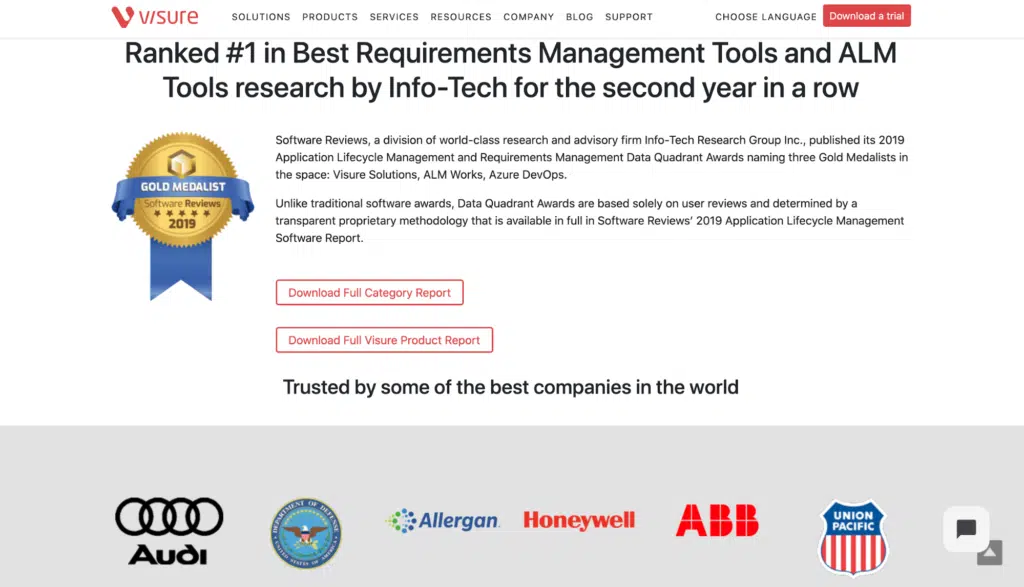 visure
SOLUTIONS PRODUCTS SERVICES RESOURCES COMPANY BLOG SUPPORT CHOOSE LANGUAGE Download a trial
Ranked #1 in Best Requirements Management Tools and ALM
Tools research by Info-Tech for the second year in a row
GOLD MEDALIST
Software Reviews
2019
Software Reviews, a division of world-class research and advisory firm Info-Tech Research Group Inc., published its 2019
Application Lifecycle Management and Requirements Management Data Quadrant Awards naming three Gold Medalists in
the space: Visure Solutions, ALM Works, Azure DevOps.
Unlike traditional software awards, Data Quadrant Awards are based solely on user reviews and determined by a
transparent proprietary methodology that is available in full in Software Reviews’ 2019 Application Lifecycle Management
Software Report.
Download Full Category Report
Download Full Visure Product Report
Trusted by some of the best companies in the world
Audi
DEPARTMENT OF DEFENSE
UNITED STATES OF AMERICA
Allergan
Honeywell
ABB
UNION
PACIFIC